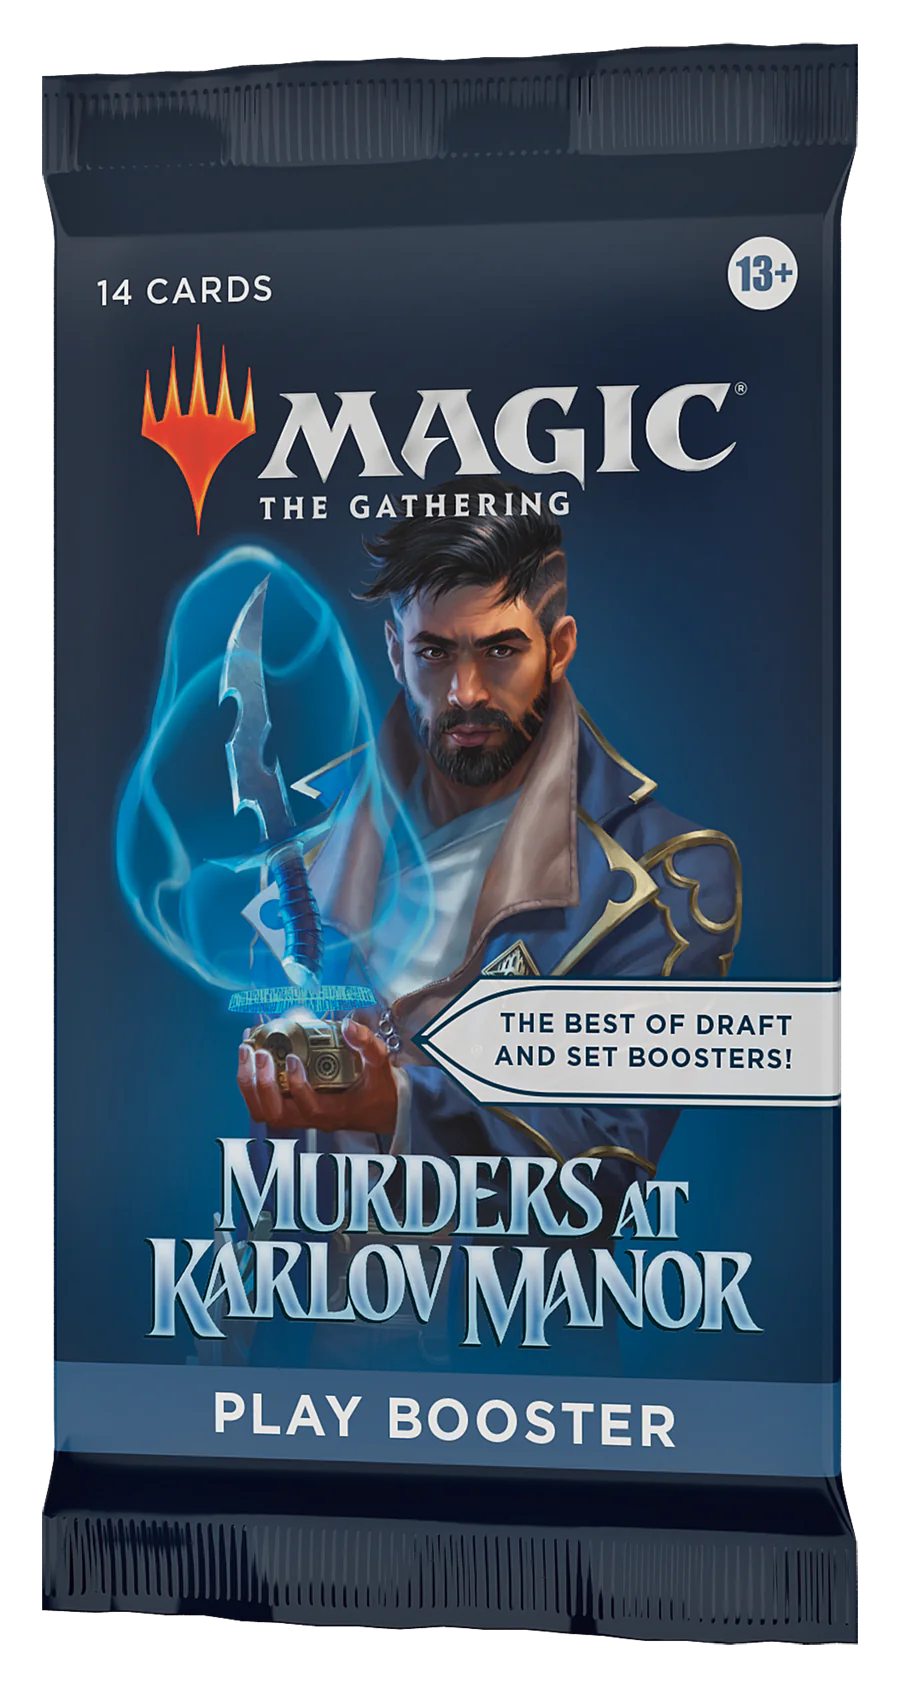 14 CARDS
13+
MAGIC®
THE GATHERING
THE BEST OF DRAFT
AND SET BOOSTERS!
MURDERS AT
KARLOV MANOR
PLAY BOOSTER